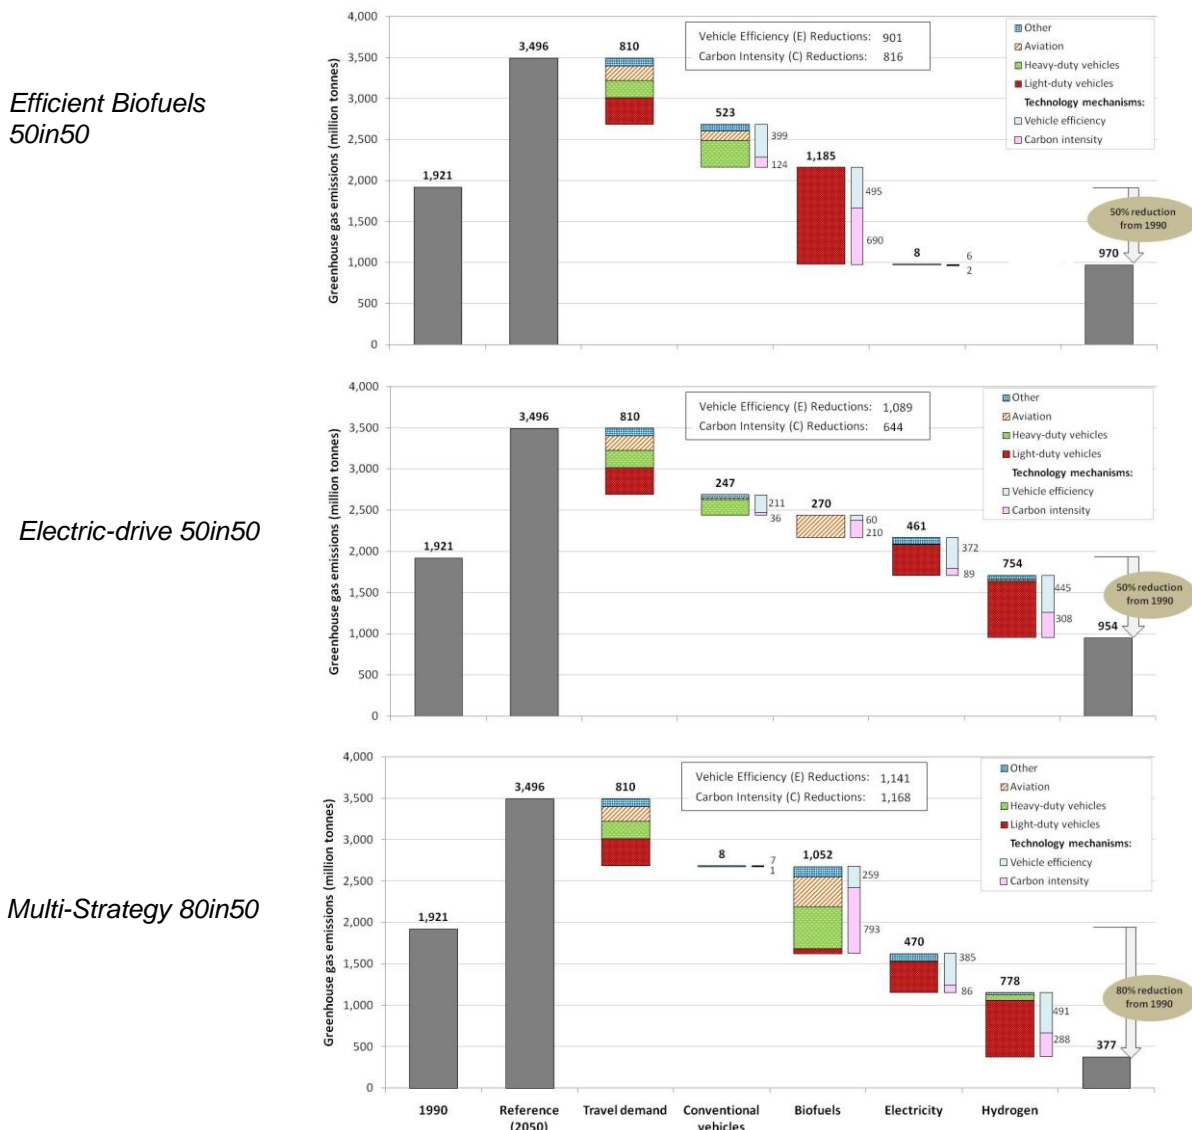 Efficient Biofuels
50in50
Greenhouse gas emissions (million tonnes)
4,000
3,500
3,000
2,500
2,000
1,500
1,000
500
0
1,921
3,496
810
523
399
124
1,185
495
690
8
6
2
970
Vehicle Efficiency (E) Reductions: 901
Carbon Intensity (C) Reductions: 816
Other
Aviation
Heavy-duty vehicles
Light-duty vehicles
Technology mechanisms:
Vehicle efficiency
Carbon intensity
50% reduction
from 1990
Electric-drive 50in50
Greenhouse gas emissions (million tonnes)
4,000
3,500
3,000
2,500
2,000
1,500
1,000
500
0
1,921
3,496
810
247
211
36
270
60
210
461
372
89
754
445
308
954
Vehicle Efficiency (E) Reductions: 1,089
Carbon Intensity (C) Reductions: 644
Other
Aviation
Heavy-duty vehicles
Light-duty vehicles
Technology mechanisms:
Vehicle efficiency
Carbon intensity
50% reduction
from 1990
Multi-Strategy 80in50
Greenhouse gas emissions (million tonnes)
4,000
3,500
3,000
2,500
2,000
1,500
1,000
500
0
1,921
3,496
810
8
7
1
1,052
259
793
470
385
86
778
491
288
377
Vehicle Efficiency (E) Reductions: 1,141
Carbon Intensity (C) Reductions: 1,168
Other
Aviation
Heavy-duty vehicles
Light-duty vehicles
Technology mechanisms:
Vehicle efficiency
Carbon intensity
80% reduction
from 1990
1990
Reference
(2050)
Travel demand
Conventional
vehicles
Biofuels
Electricity
Hydrogen